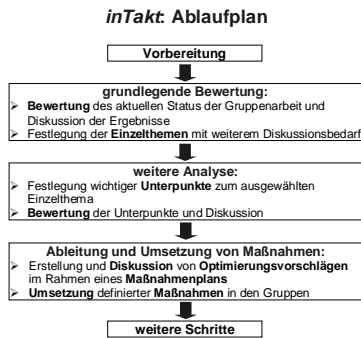 inTakt: Ablaufplan
Vorbereitung
grundlegende Bewertung:
➢ Bewertung des aktuellen Status der Gruppenarbeit und
Diskussion der Ergebnisse
➢ Festlegung der Einzelthemen mit weiterem Diskussionsbedarf
weitere Analyse:
➢ Festlegung wichtiger Unterpunkte zum ausgewählten
Einzelthema
➢ Bewertung der Unterpunkte und Diskussion
Ableitung und Umsetzung von Maßnahmen:
➢ Erstellung und Diskussion von Optimierungsvorschlägen
im Rahmen eines Maßnahmenplans
➢ Umsetzung definierter Maßnahmen in den Gruppen
weitere Schritte